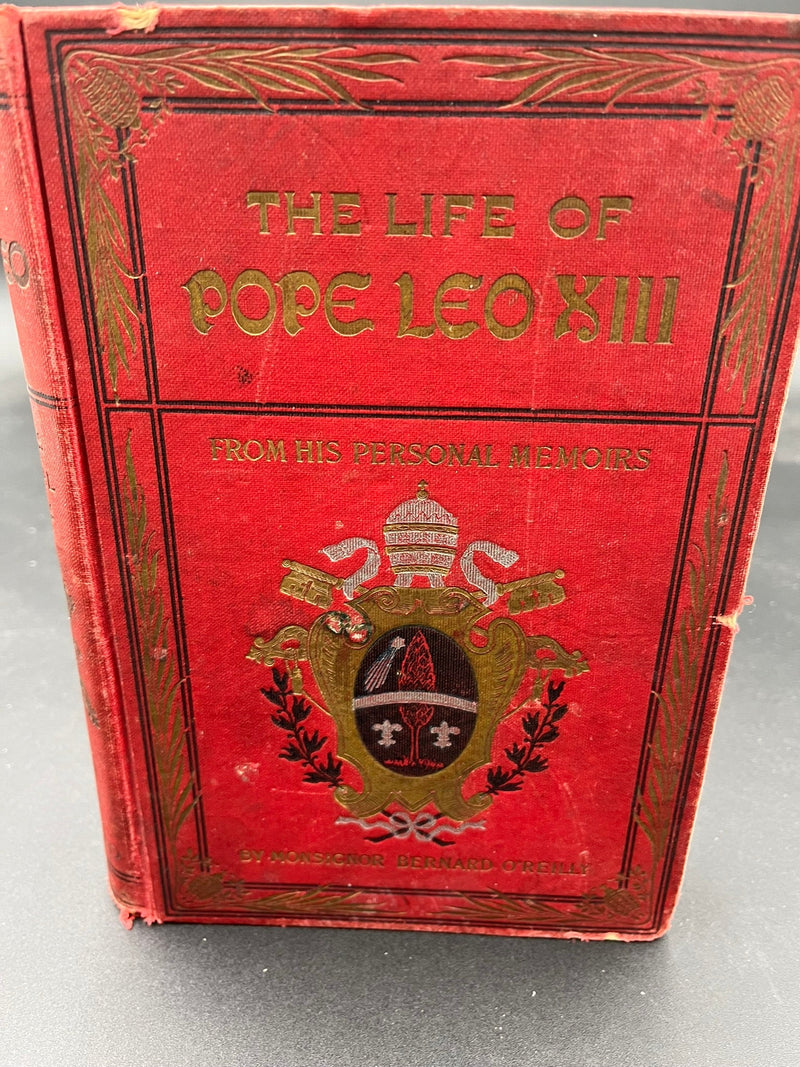 THE LIFE OF
POPE LEO XIII
FROM HIS PERSONAL MEMOIRS
BY MONSIGNOR BERNARD O'REILLY